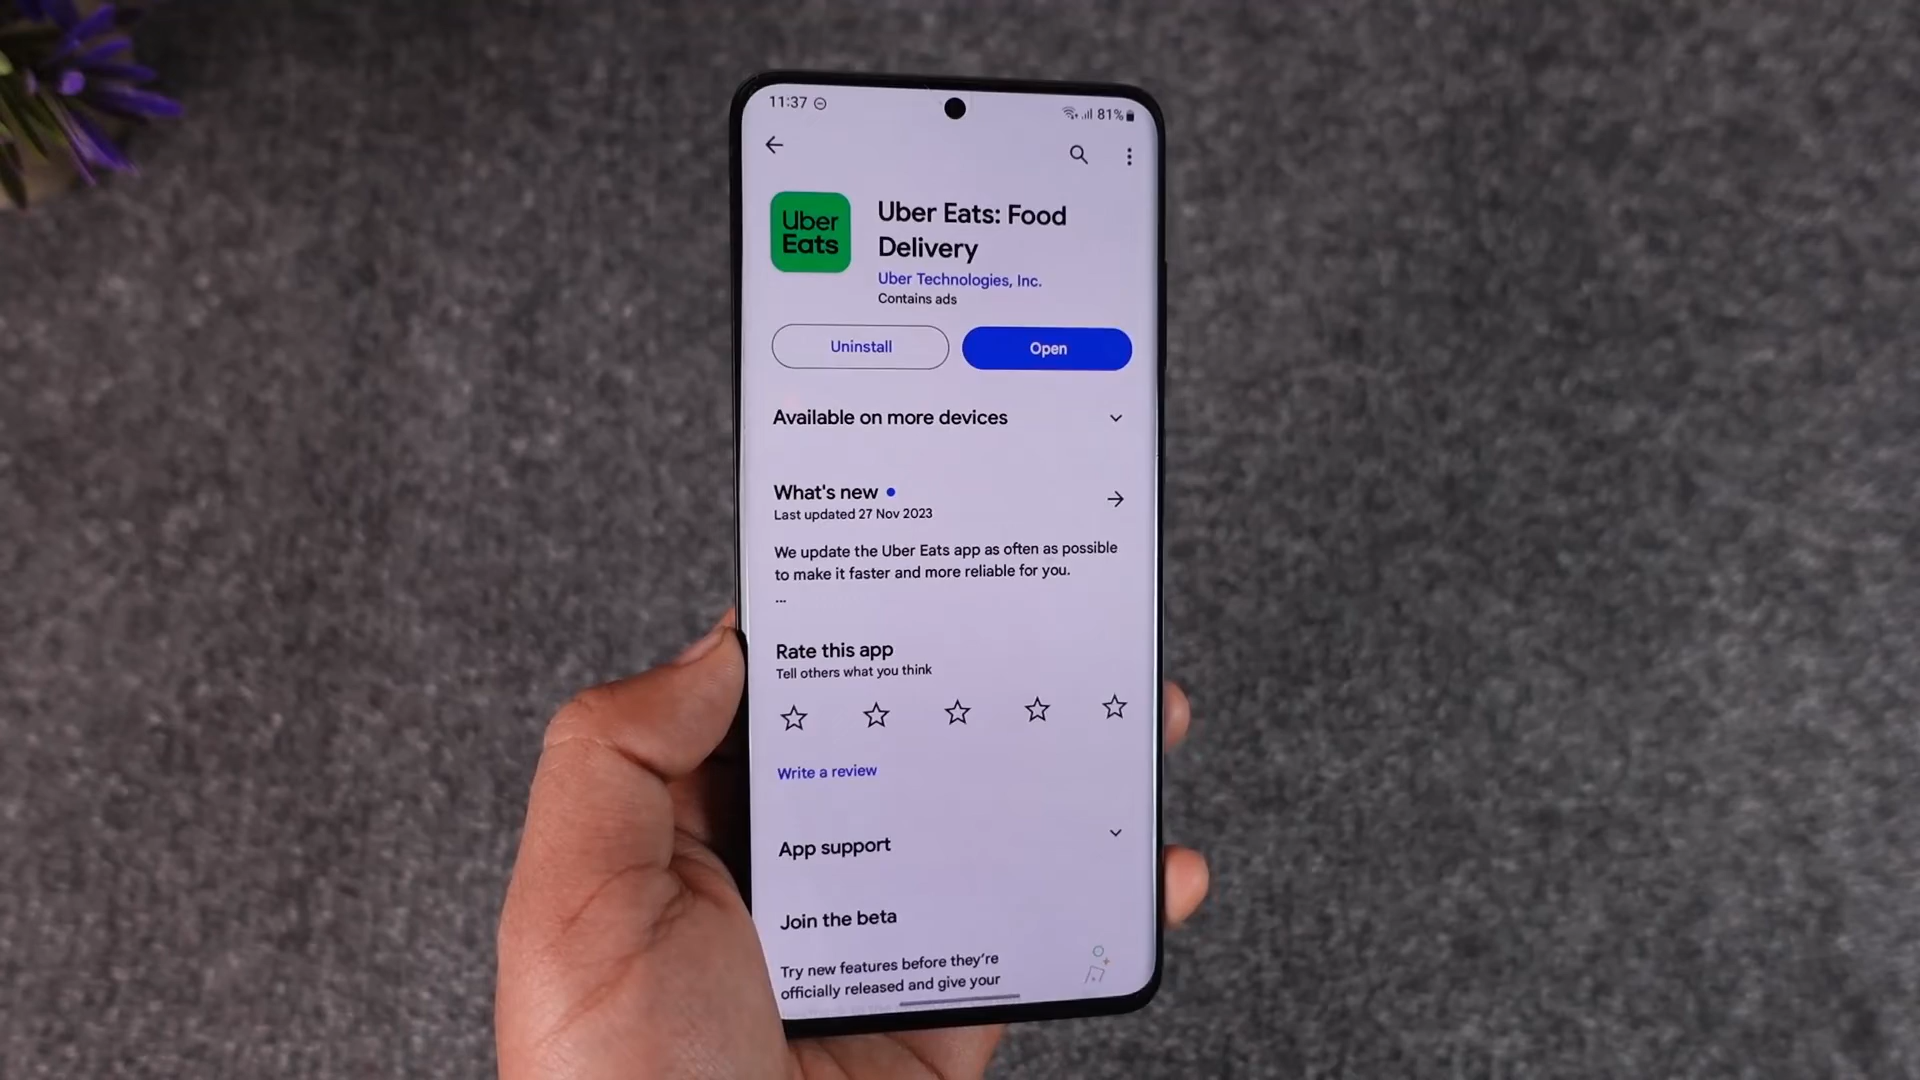 11:37
81%
Uber
Eats
Uber Eats: Food
Delivery
Uber Technologies, Inc.
Contains ads
Uninstall
Open
Available on more devices
What's new
Last updated 27 Nov 2023
We update the Uber Eats app as often as possible
to make it faster and more reliable for you.
...
Rate this app
Tell others what you think
Write a review
App support
Join the beta
Try new features before they're
officially released and give your